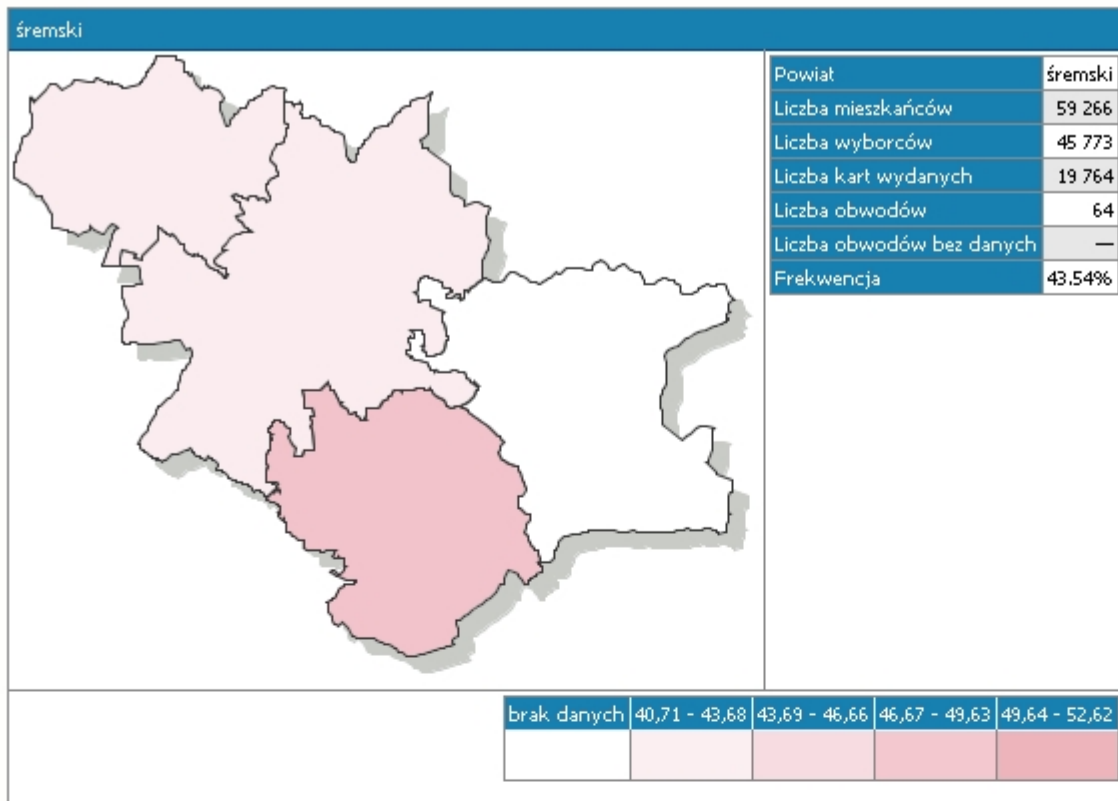 śremski
Powiat śremski
Liczba mieszkańców 59 266
Liczba wyborców 45 773
Liczba kart wydanych 19 764
Liczba obwodów 64
Liczba obwodów bez danych —
Frekwencja 43.54%
brak danych 40,71 - 43,68 43,69 - 46,66 46,67 - 49,63 49,64 - 52,62